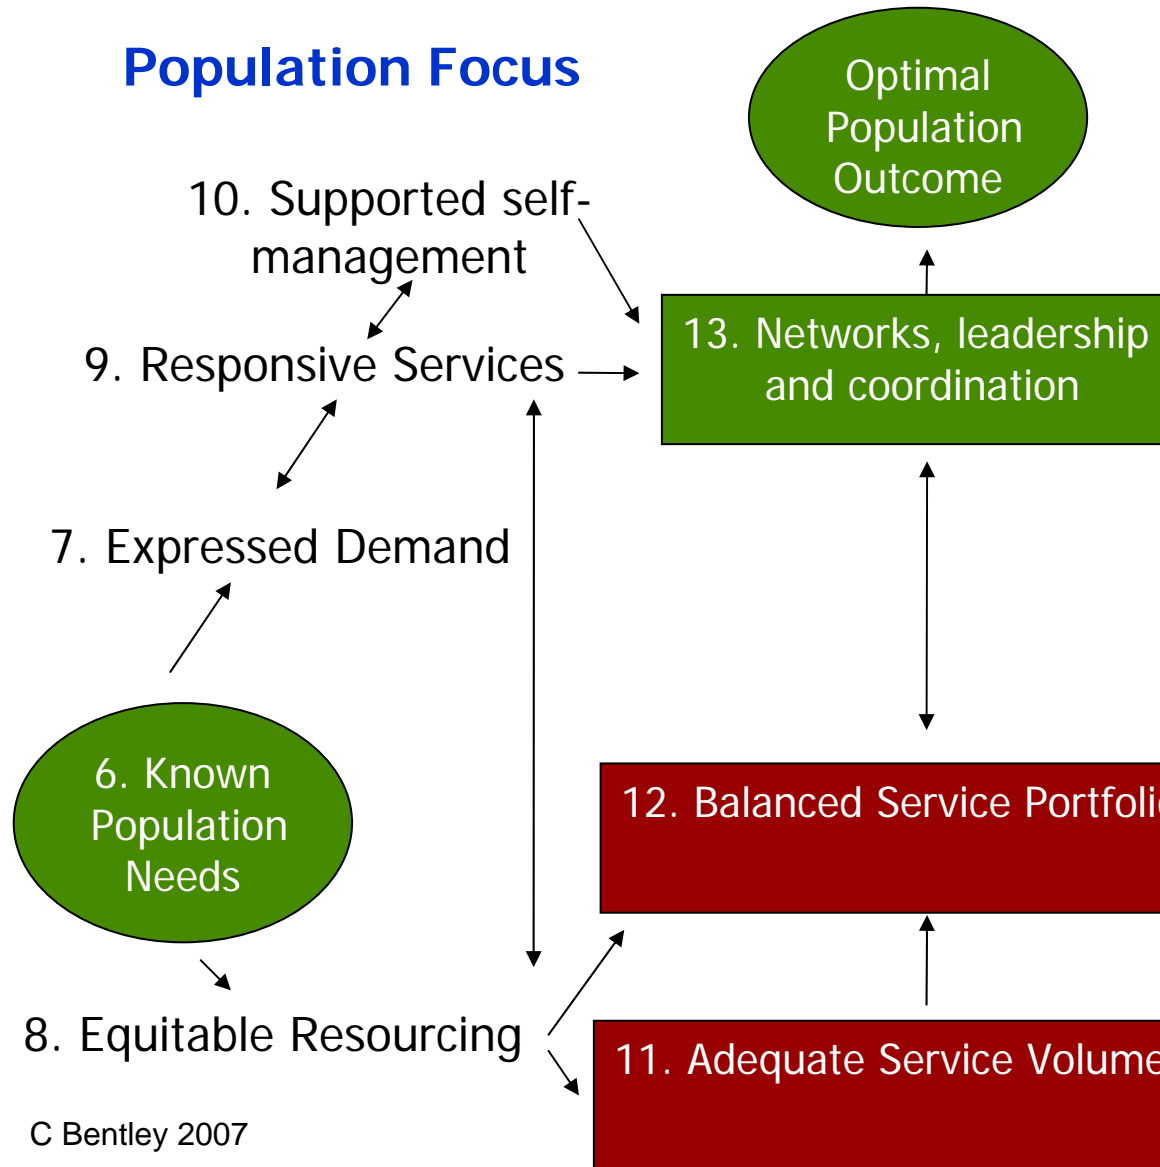 Population Focus
Optimal
Population
Outcome
10. Supported self-
management
13. Networks, leadership
and coordination
9. Responsive Services
7. Expressed Demand
6. Known
Population
Needs
12. Balanced Service Portfolio
8. Equitable Resourcing
11. Adequate Service Volume
C Bentley 2007